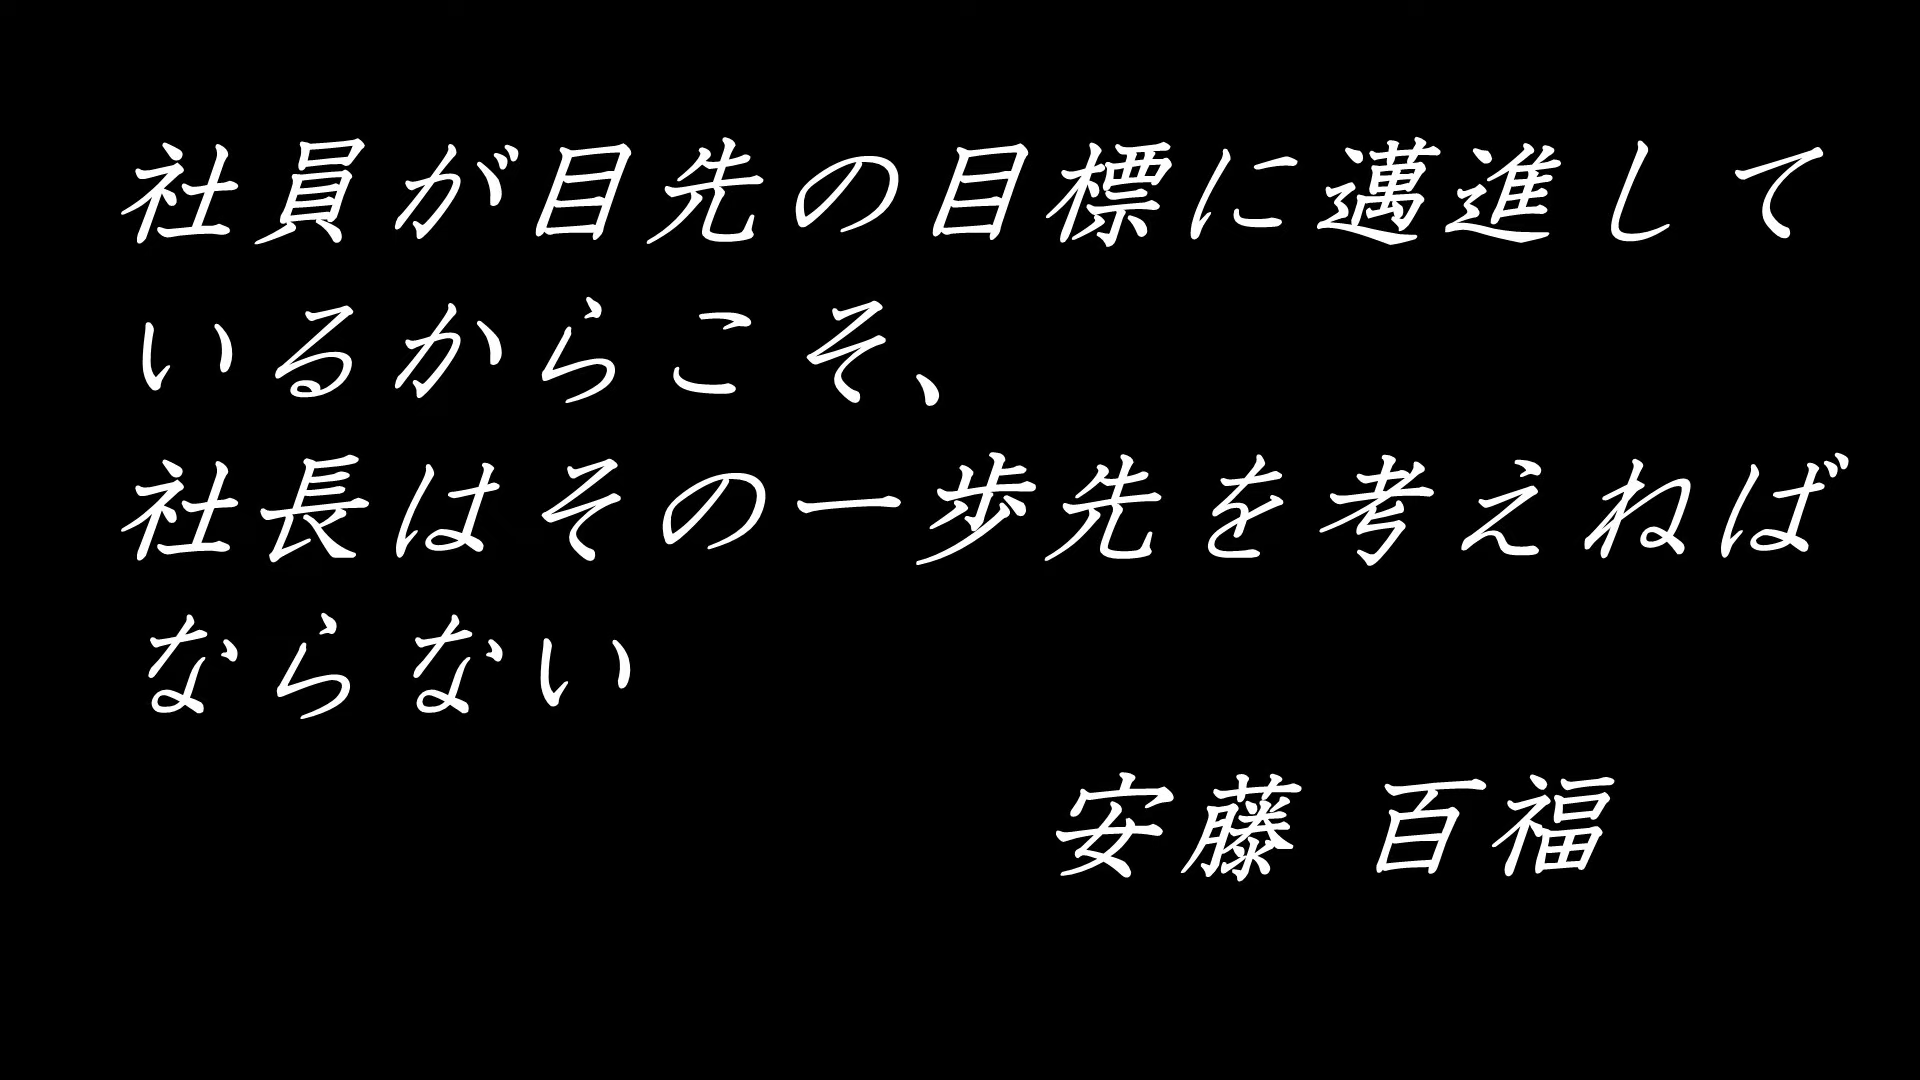 社員が目先の目標に邁進して
いるからこそ、
社長はその一歩先を考えねば
ならない
安藤 百福